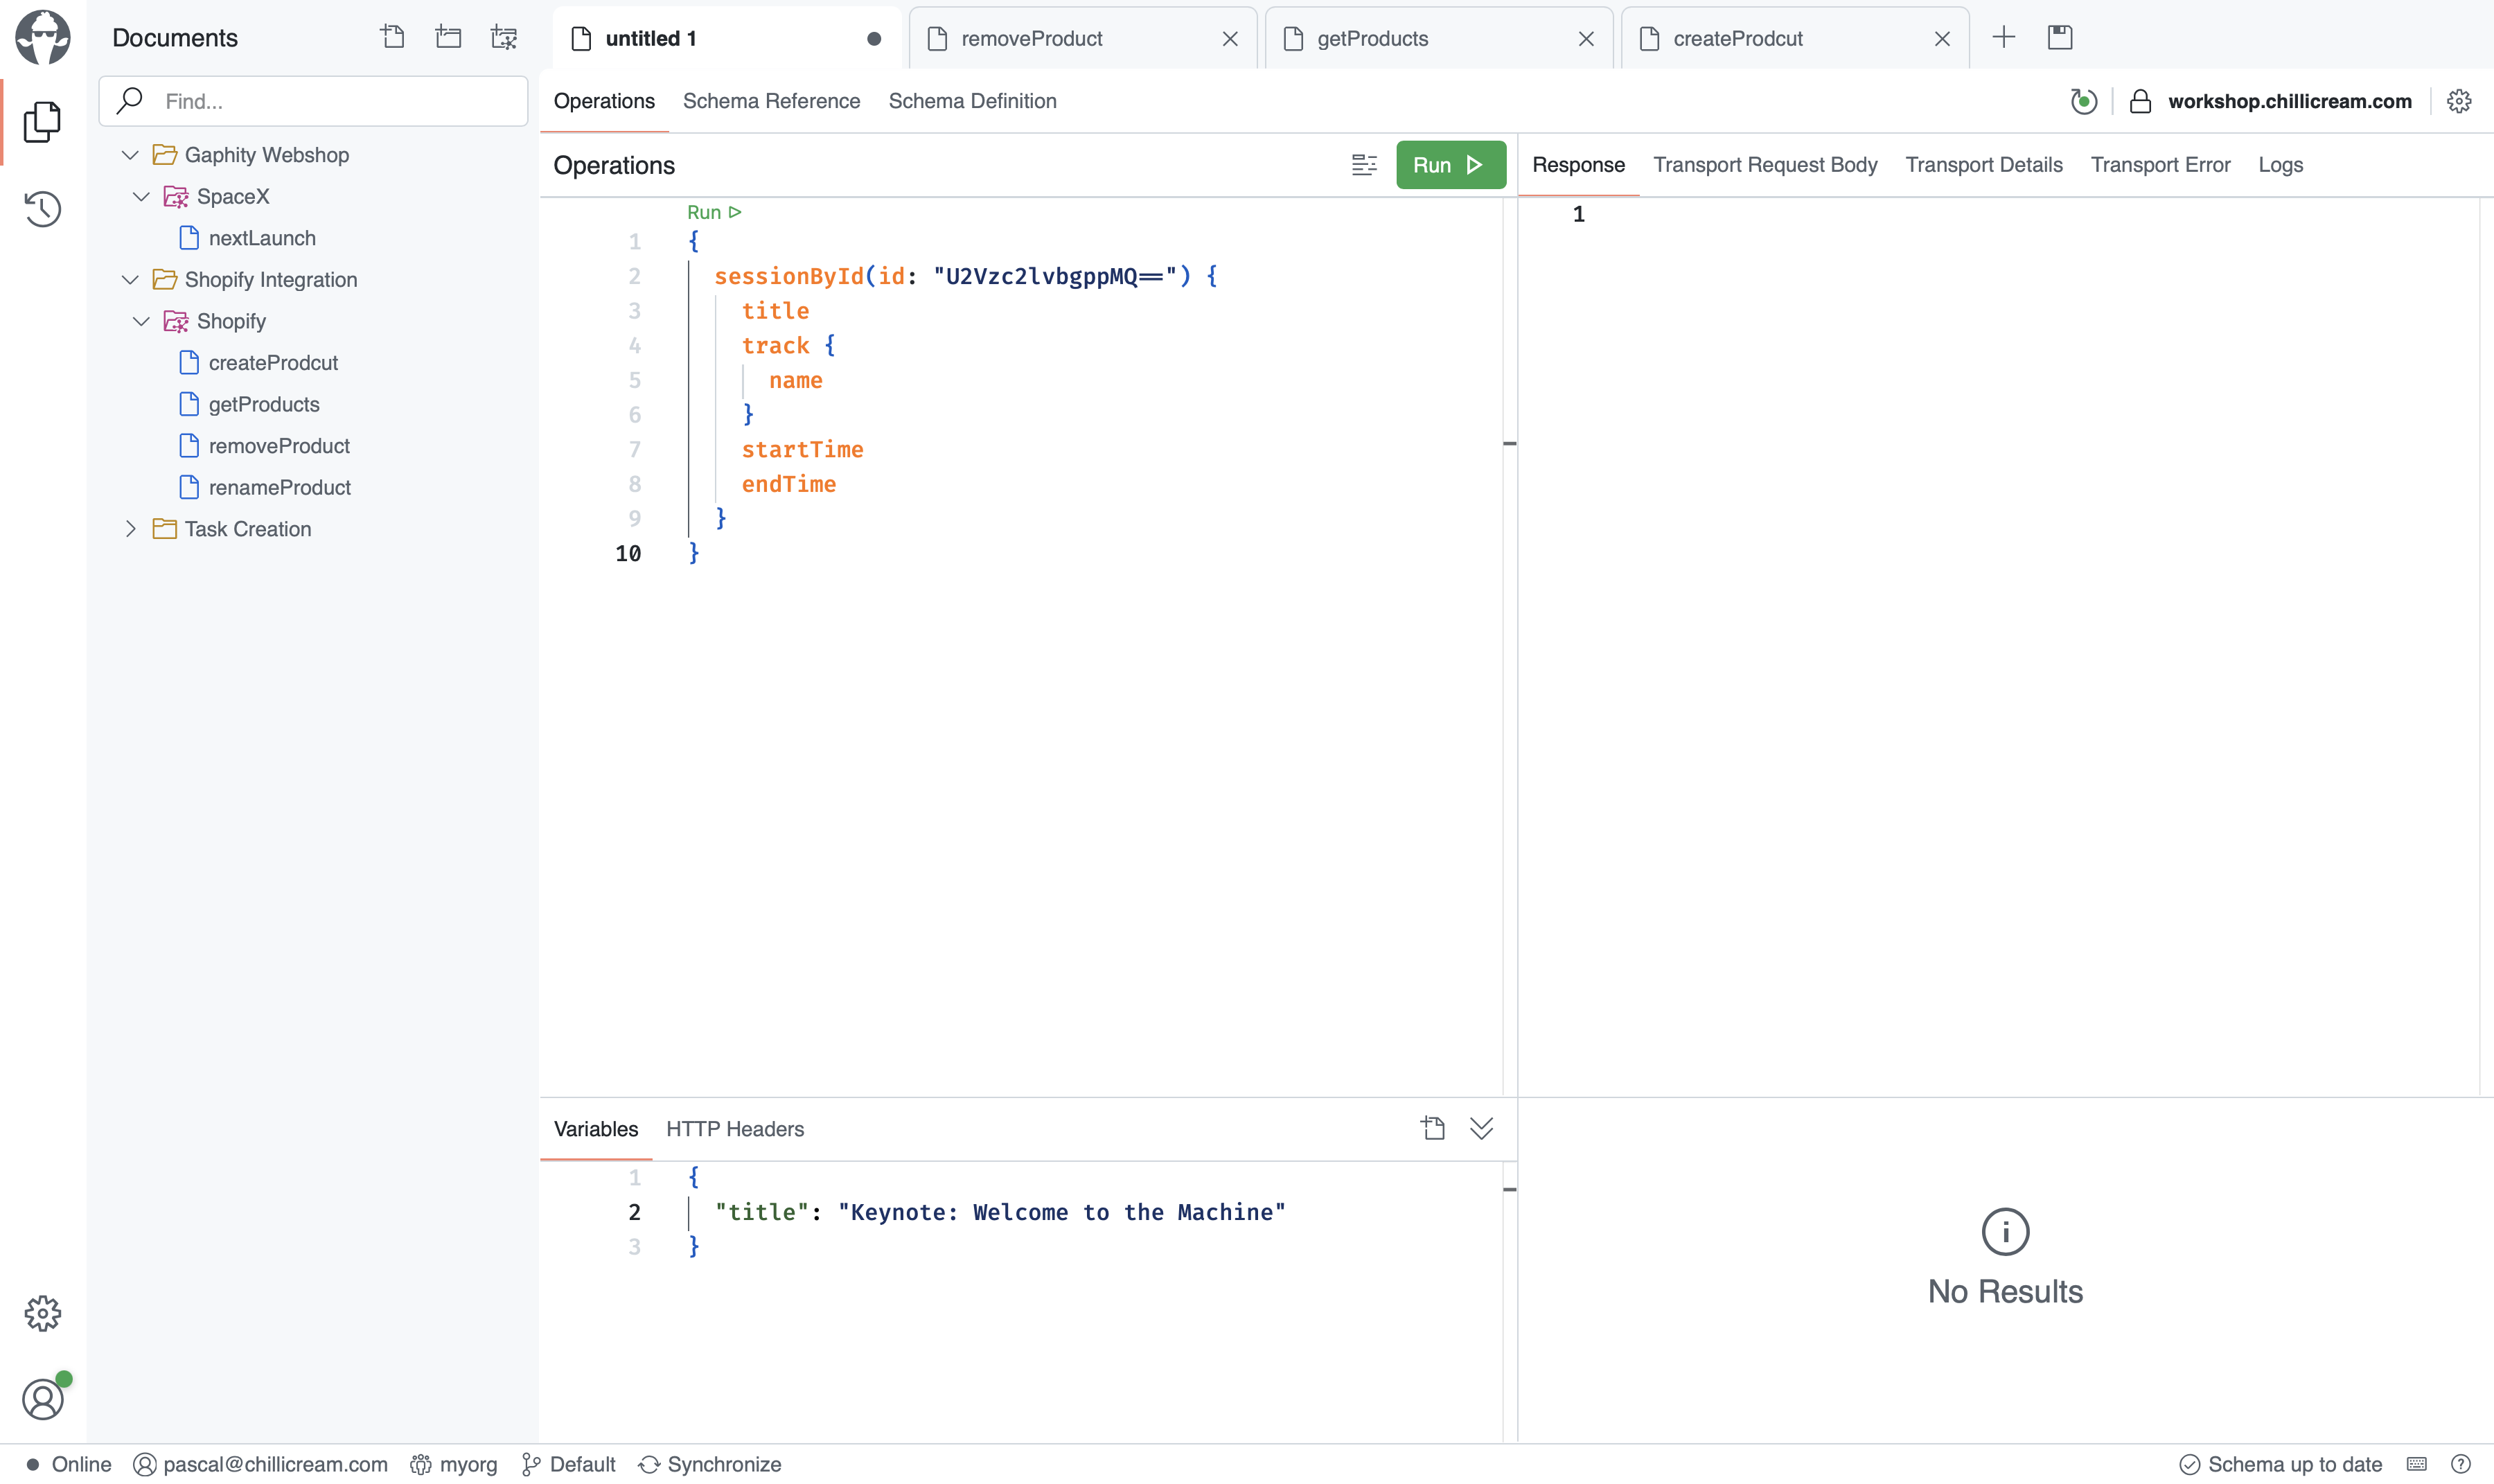 Documents
Find...
Gaphity Webshop
SpaceX
nextLaunch
Shopify Integration
Shopify
createProdcut
getProducts
removeProduct
renameProduct
Task Creation
untitled 1
removeProduct
getProducts
createProdcut
Operations Schema Reference Schema Definition
workshop.chillicream.com
Operations
Run
Run
1 {
2 sessionById(id: "U2Vzc2lvbgppMQ==") {
3 title
4 track {
5 name
6 }
7 startTime
8 endTime
9 }
10 }
Response Transport Request Body Transport Details Transport Error Logs
1
Variables HTTP Headers
1 {
2 "title": "Keynote: Welcome to the Machine"
3 }
No Results
Online pascal@chillicream.com myorg Default Synchronize
Schema up to date